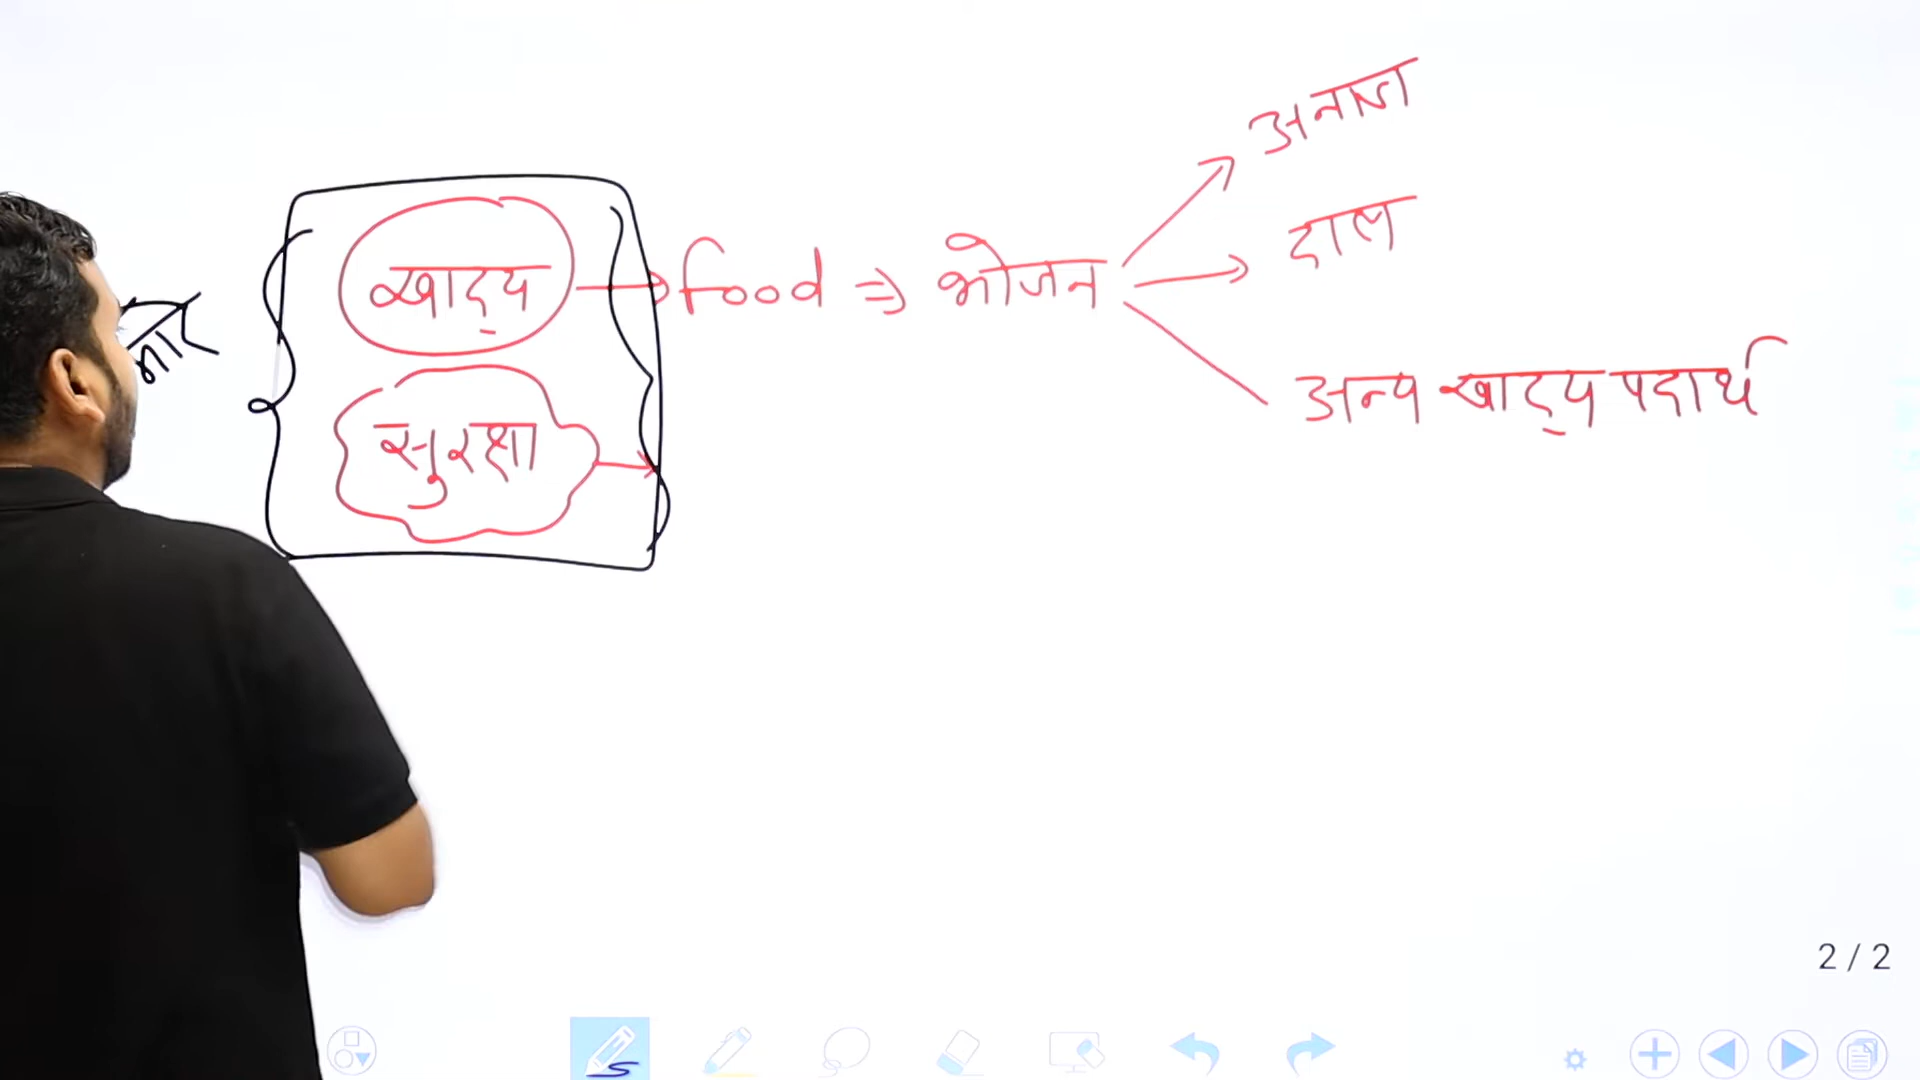 अनाज
दाल
खाद्य → food ⇒ भोजन
अन्य खाद्य पदार्थ
सुरक्षा
2 / 2